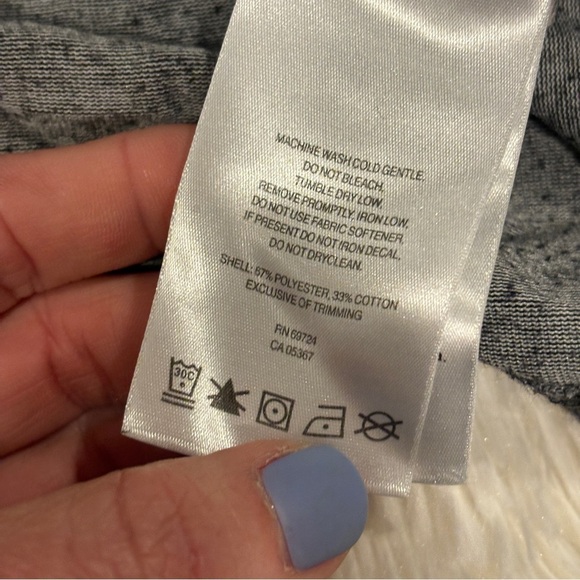 MACHINE WASH COLD GENTLE.
DO NOT BLEACH.
TUMBLE DRY LOW.
REMOVE PROMPTLY. IRON LOW.
DO NOT USE FABRIC SOFTENER.
IF PRESENT DO NOT IRON DECAL.
DO NOT DRYCLEAN.
SHELL: 67% POLYESTER, 33% COTTON
EXCLUSIVE OF TRIMMING
RN 69724
CA 05367
30C